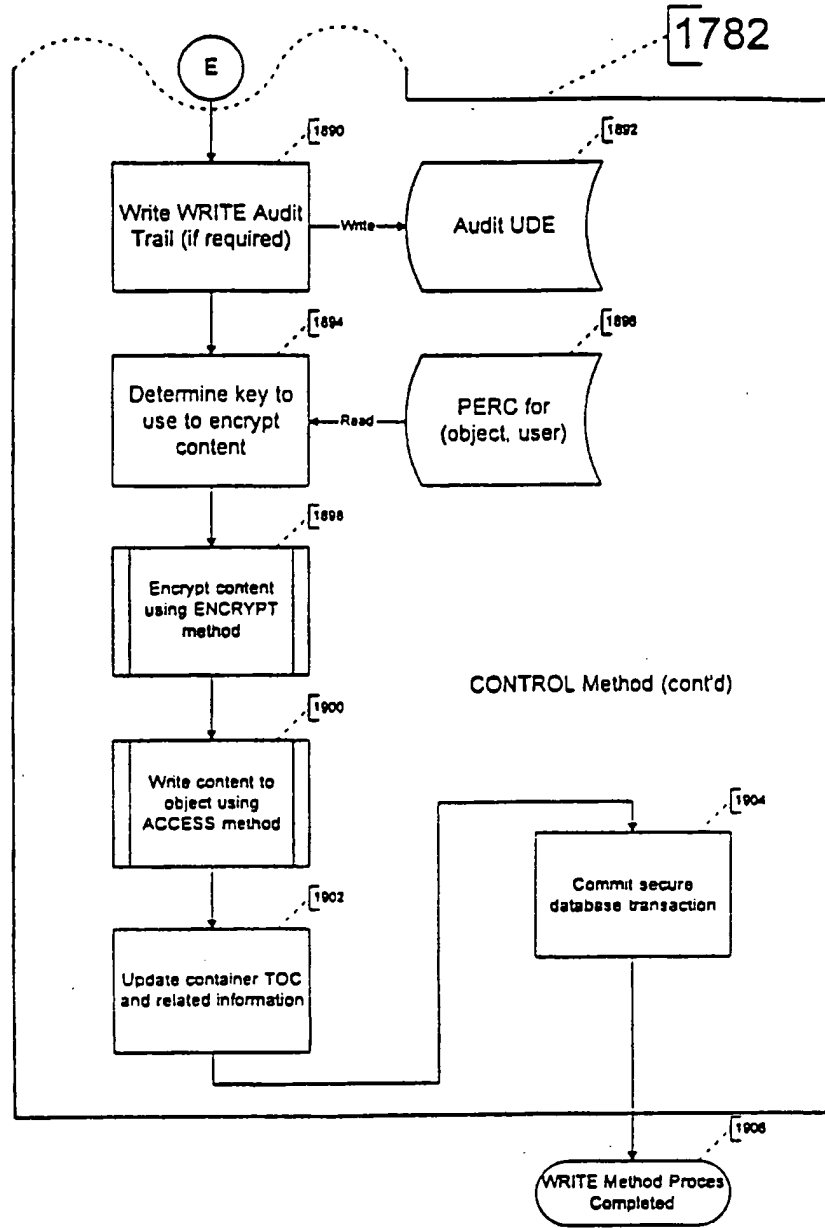 1782
E
1890
1892
Write WRITE Audit
Trail (if required)
Write
Audit UDE
1894
1896
Determine key to
use to encrypt
content
Read
PERC for
(object, user)
1898
Encrypt content
using ENCRYPT
method
CONTROL Method (cont'd)
1900
Write content to
object using
ACCESS method
1904
Commit secure
database transaction
1902
Update container TOC
and related information
1906
WRITE Method Proces
Completed